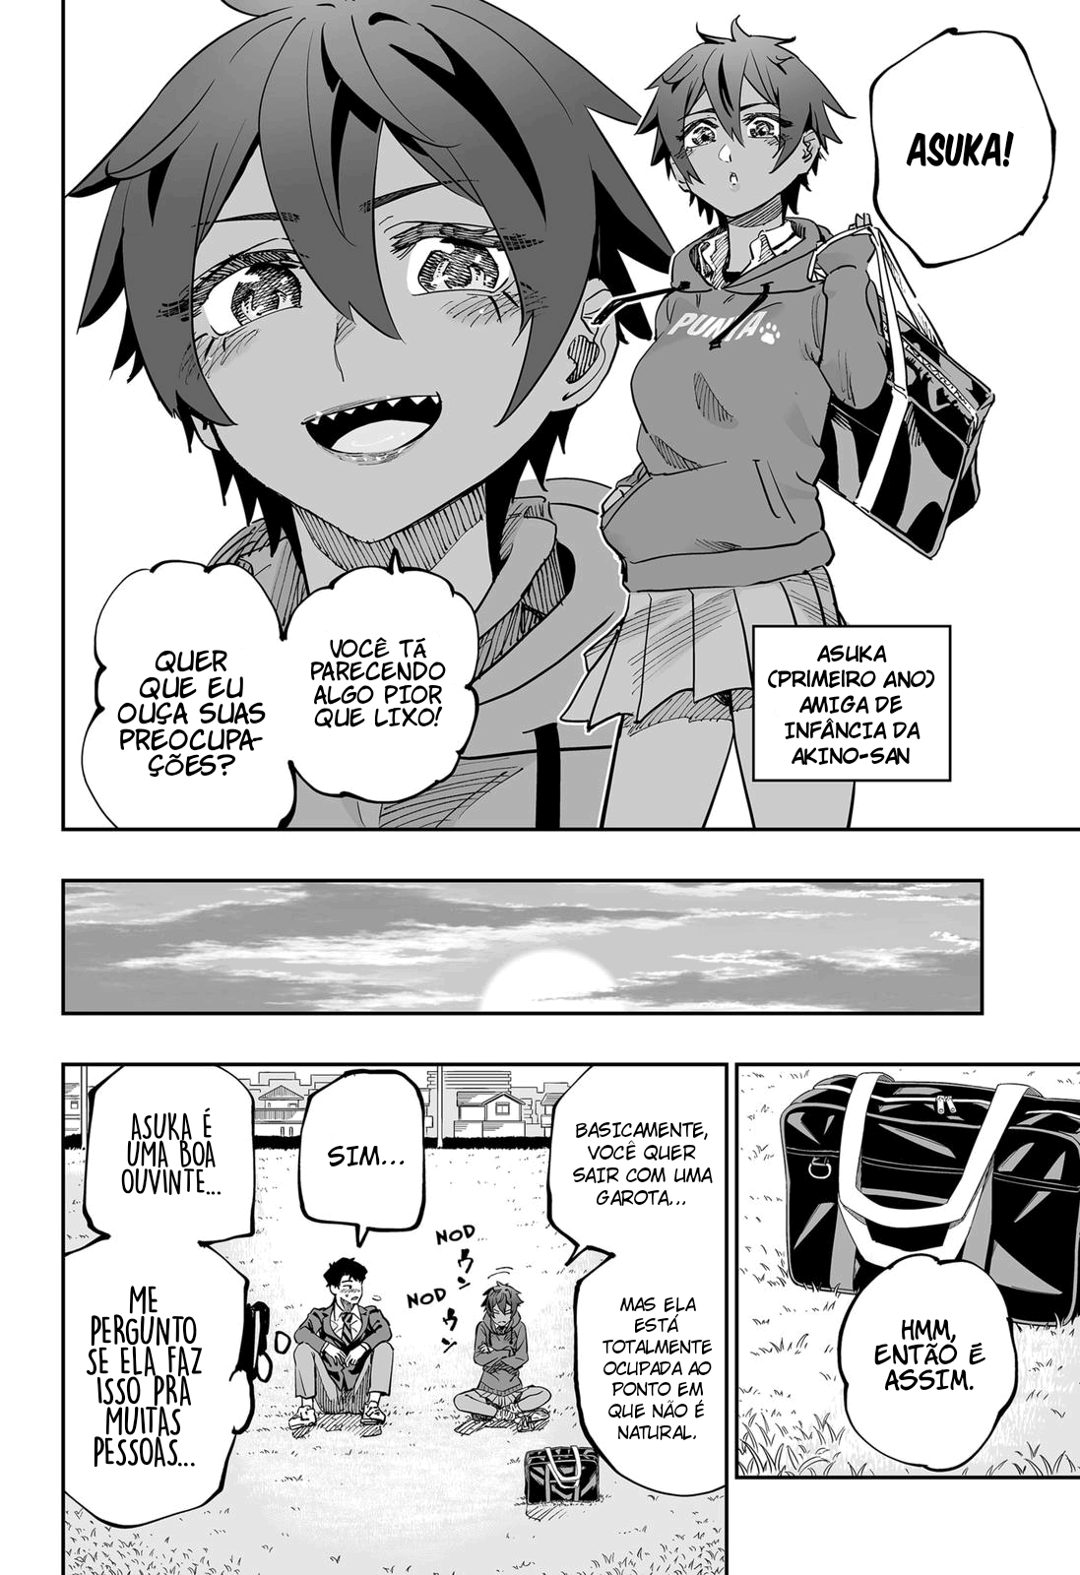 ASUKA!
PUNTA
VOCÊ TÁ
PARECENDO
ALGO PIOR
QUE LIXO!
QUER
QUE EU
OUÇA SUAS
PREOCUPA-
ÇÕES?
ASUKA
(PRIMEIRO ANO)
AMIGA DE
INFÂNCIA DA
AKINO-SAN
HMM,
ENTÃO É
ASSIM.
BASICAMENTE,
VOCÊ QUER
SAIR COM UMA
GAROTA...
MAS ELA
ESTÁ
TOTALMENTE
OCUPADA AO
PONTO EM
QUE NÃO É
NATURAL.
SIM...
NOD
ウン
NOD
ウン
ASUKA É
UMA BOA
OUVINTE...
ME
PERGUNTO
SE ELA FAZ
ISSO PRA
MUITAS
PESSOAS...